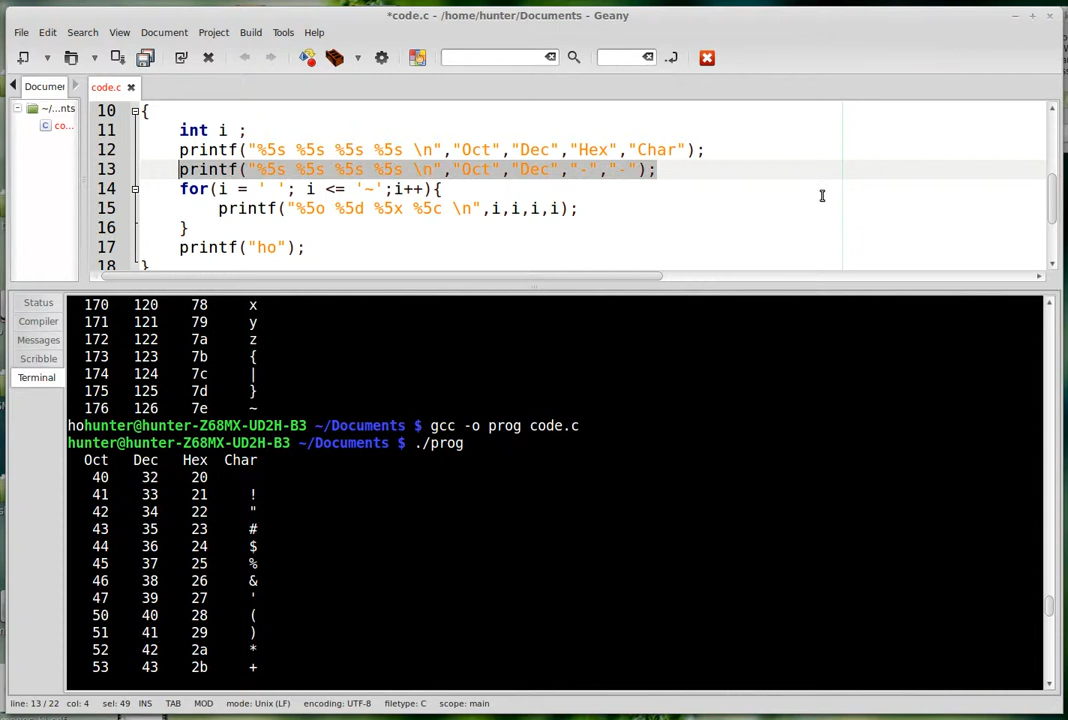 *code.c - /home/hunter/Documents - Geany
File Edit Search View Document Project Build Tools Help
Documer code.c
~/...nts
co...
10 {
11 int i ;
12 printf("%5s %5s %5s %5s \n","Oct","Dec","Hex","Char");
13 printf("%5s %5s %5s %5s \n","Oct","Dec","-","-");
14 for(i = ' '; i <= '~';i++){
15 printf("%5o %5d %5x %5c \n",i,i,i,i);
16 }
17 printf("ho");
18 }
Status
Compiler
Messages
Scribble
Terminal
170 120 78 x
171 121 79 y
172 122 7a z
173 123 7b {
174 124 7c |
175 125 7d }
176 126 7e ~
hohunter@hunter-Z68MX-UD2H-B3 ~/Documents $ gcc -o prog code.c
hunter@hunter-Z68MX-UD2H-B3 ~/Documents $ ./prog
Oct Dec Hex Char
40 32 20
41 33 21 !
42 34 22 "
43 35 23 #
44 36 24 $
45 37 25 %
46 38 26 &
47 39 27 '
50 40 28 (
51 41 29 )
52 42 2a *
53 43 2b +
line: 13 / 22 col: 4 sel: 49 INS TAB MOD mode: Unix (LF) encoding: UTF-8 filetype: C scope: main